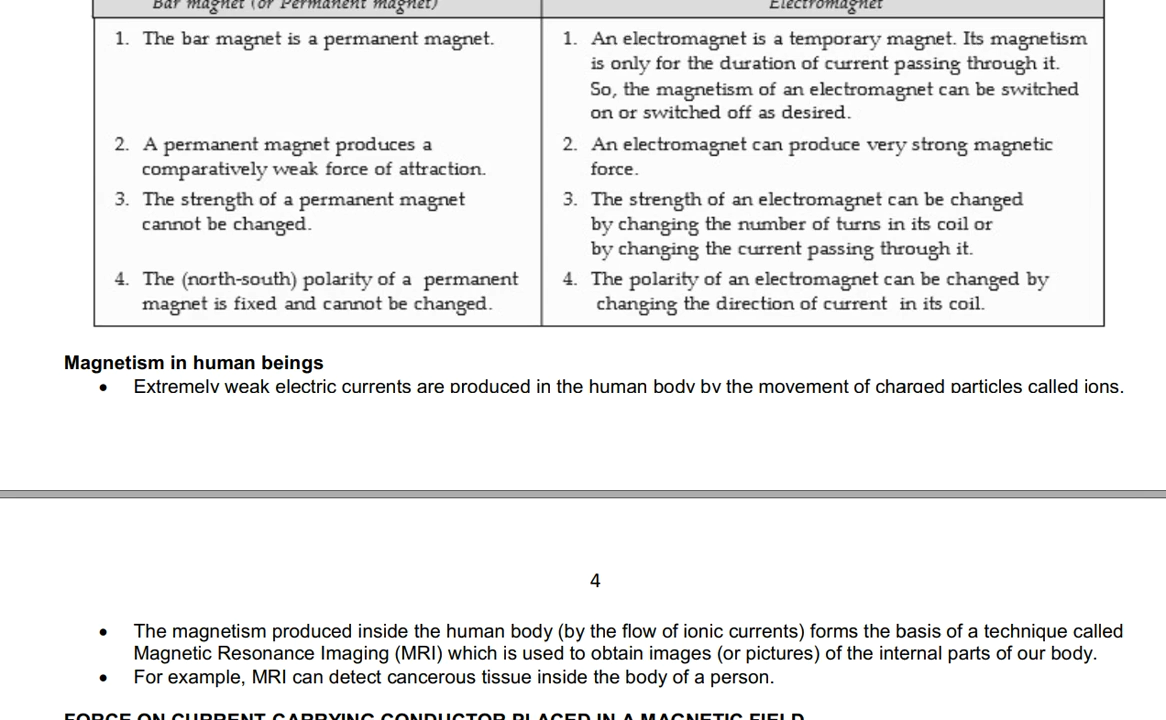 Bar magnet (or Permanent magnet)
Electromagnet
1. The bar magnet is a permanent magnet.
1. An electromagnet is a temporary magnet. Its magnetism
is only for the duration of current passing through it.
So, the magnetism of an electromagnet can be switched
on or switched off as desired.
2. A permanent magnet produces a
comparatively weak force of attraction.
2. An electromagnet can produce very strong magnetic
force.
3. The strength of a permanent magnet
cannot be changed.
3. The strength of an electromagnet can be changed
by changing the number of turns in its coil or
by changing the current passing through it.
4. The (north-south) polarity of a permanent
magnet is fixed and cannot be changed.
4. The polarity of an electromagnet can be changed by
changing the direction of current in its coil.
Magnetism in human beings
• Extremely weak electric currents are produced in the human body by the movement of charged particles called ions.
4
• The magnetism produced inside the human body (by the flow of ionic currents) forms the basis of a technique called
Magnetic Resonance Imaging (MRI) which is used to obtain images (or pictures) of the internal parts of our body.
• For example, MRI can detect cancerous tissue inside the body of a person.
FORCE ON CURRENT CARRYING CONDUCTOR PLACED IN A MAGNETIC FIELD